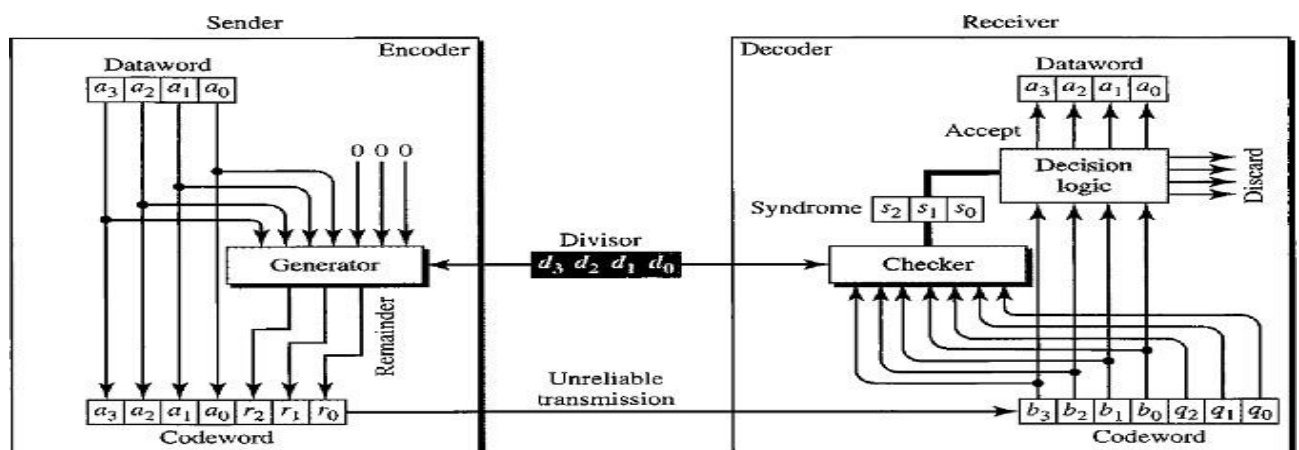 Sender
Receiver
Encoder
Decoder
Dataword
Dataword
a3 a2 a1 a0
a3 a2 a1 a0
Accept
0 0 0
Decision logic
Discard
Syndrome
s2 s1 s0
Divisor
Generator
d3 d2 d1 d0
Checker
Remainder
Unreliable
transmission
a3 a2 a1 a0 r2 r1 r0
b3 b2 b1 b0 q2 q1 q0
Codeword
Codeword